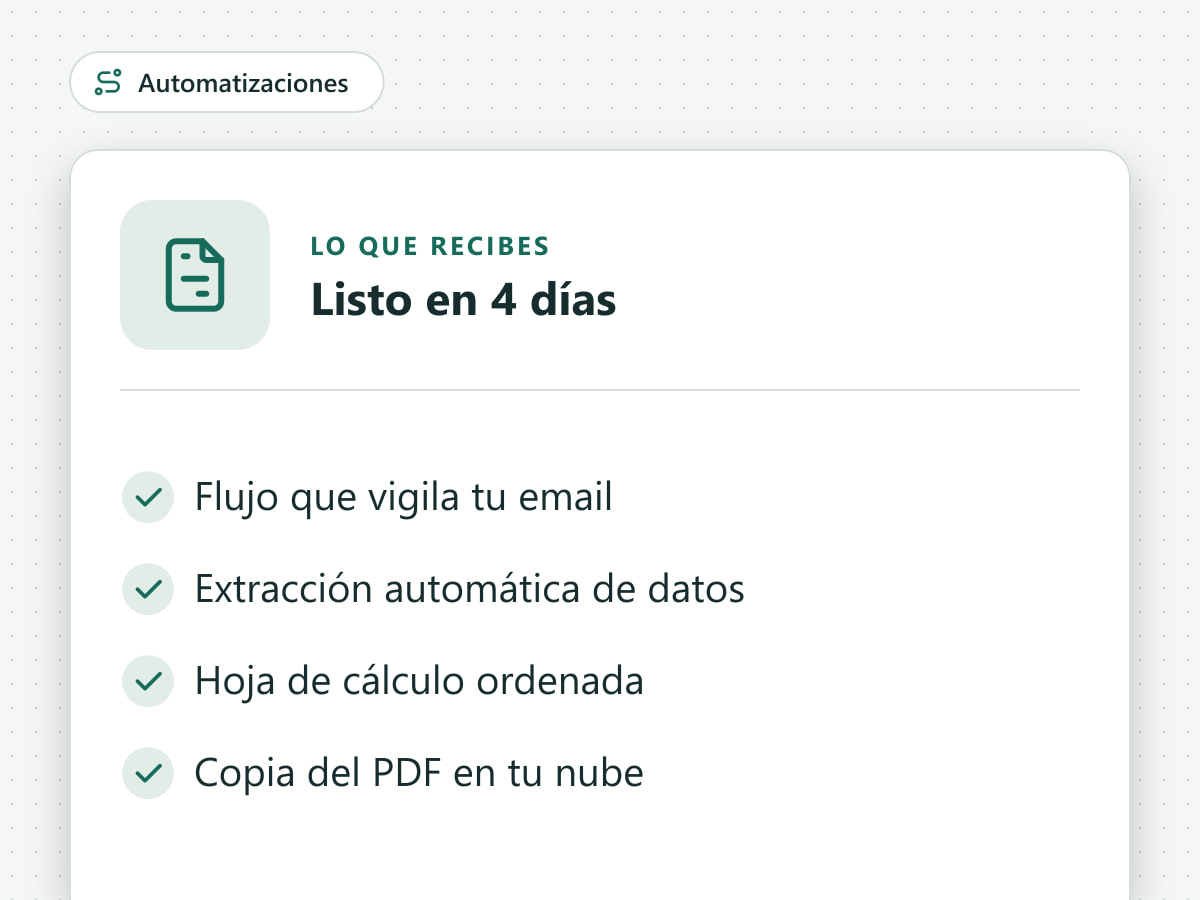 Automatizaciones
LO QUE RECIBES
Listo en 4 días
Flujo que vigila tu email
Extracción automática de datos
Hoja de cálculo ordenada
Copia del PDF en tu nube